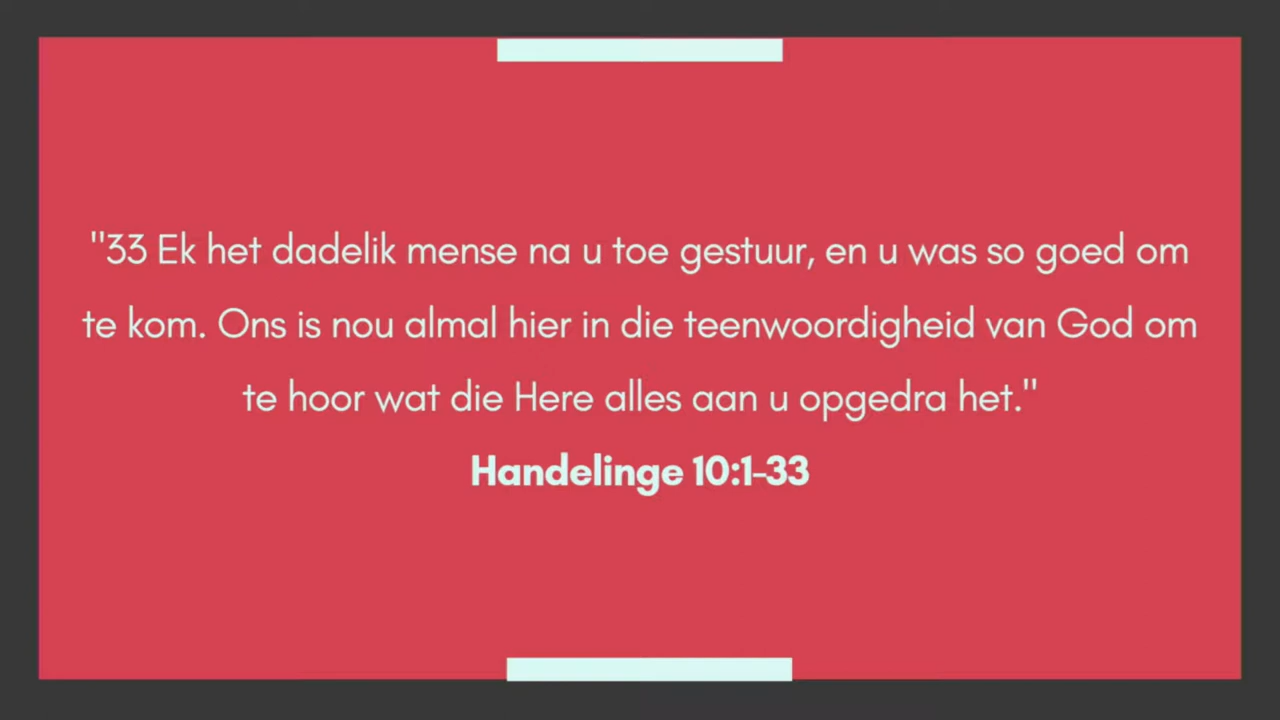 "33 Ek het dadelik mense na u toe gestuur, en u was so goed om
te kom. Ons is nou almal hier in die teenwoordigheid van God om
te hoor wat die Here alles aan u opgedra het."
Handelinge 10:1-33